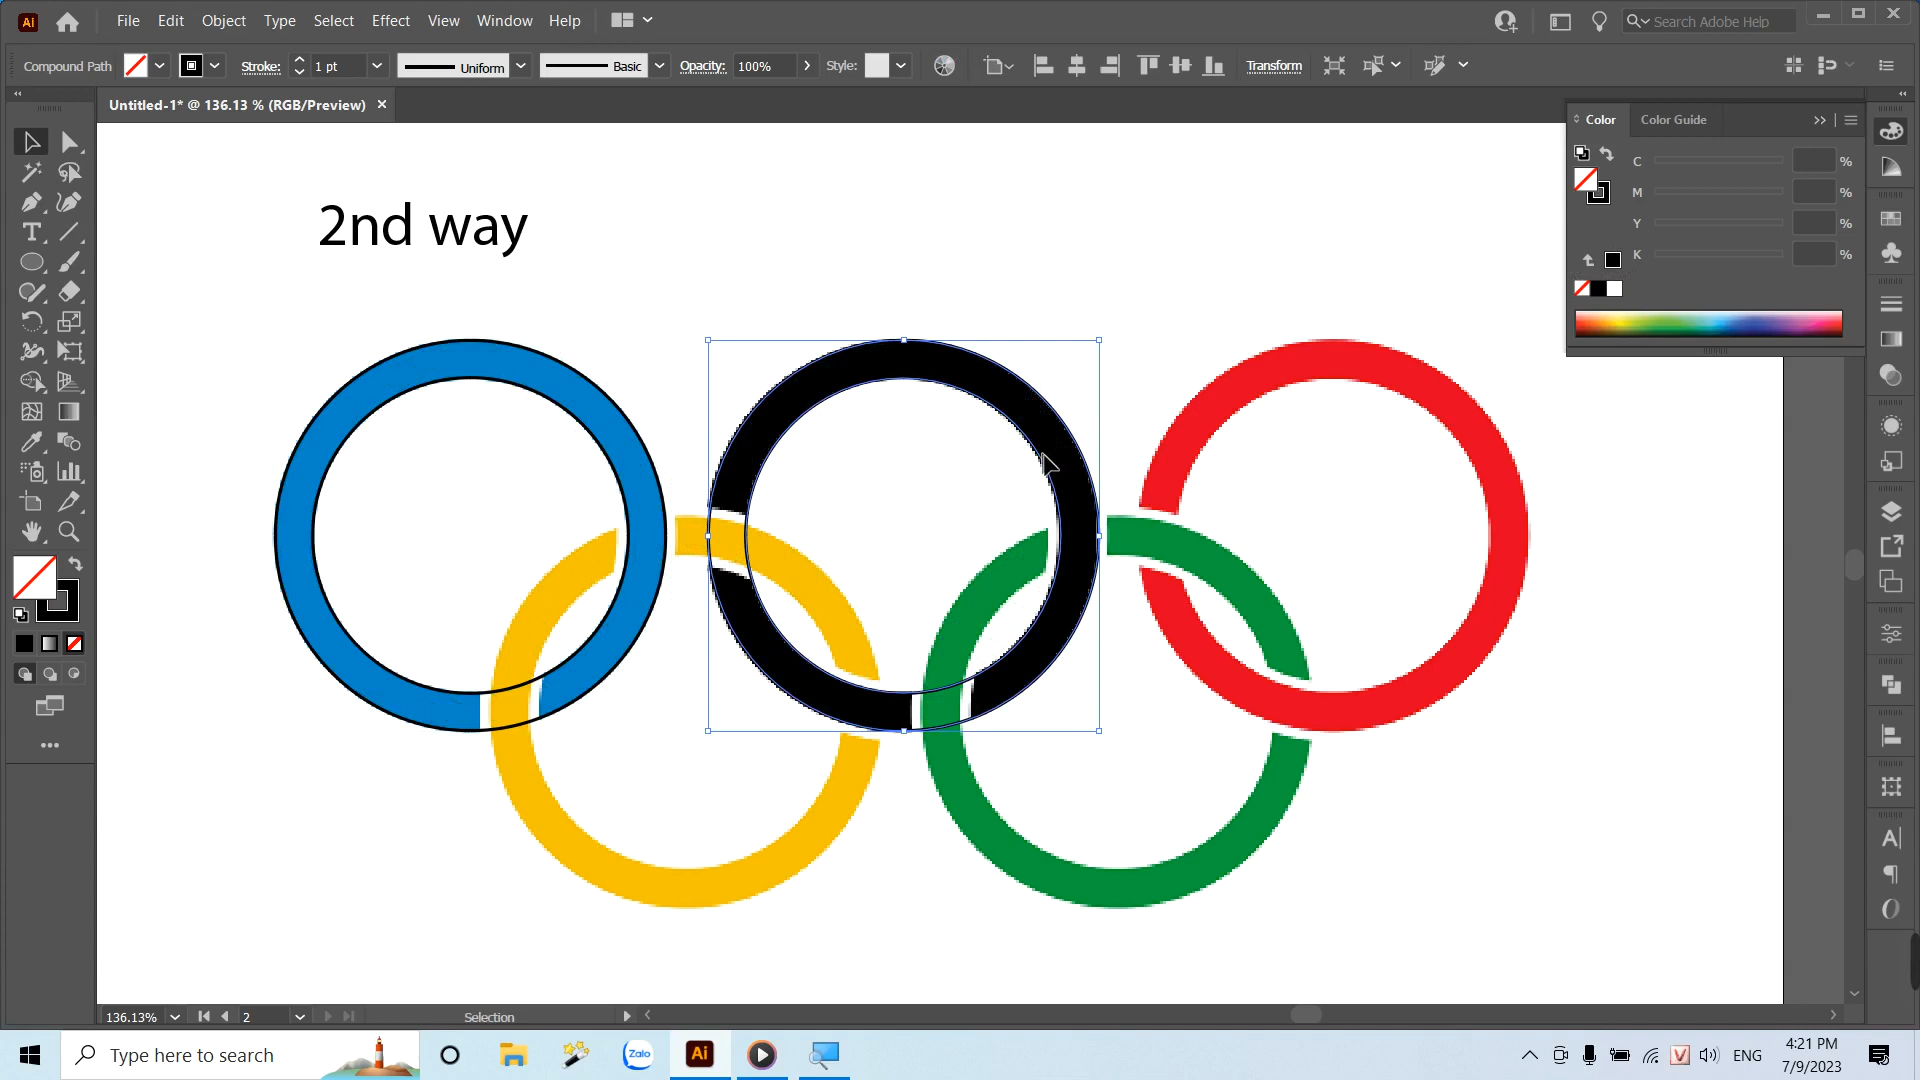 Ai File Edit Object Type Select Effect View Window Help Search Adobe Help
Compound Path Stroke: 1 pt Uniform Basic Opacity: 100% Style: Transform
Untitled-1* @ 136.13 % (RGB/Preview) ×
Color Color Guide
C %
M %
Y %
K %
2nd way
136.13% 2 Selection
Type here to search Zalo Ai V ENG 4:21 PM
7/9/2023